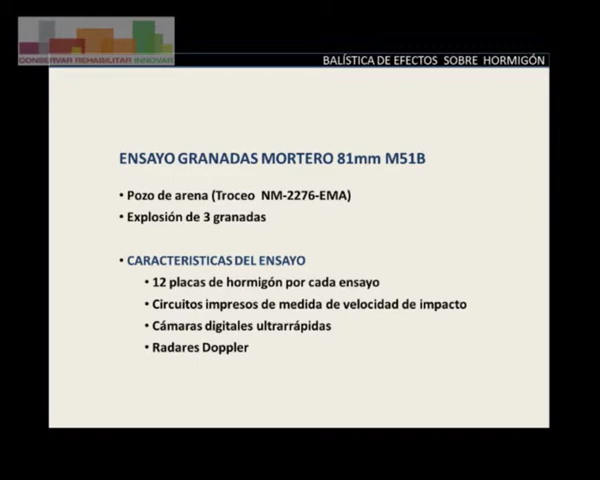 CONSERVAR REHABILITAR INNOVAR
BALÍSTICA DE EFECTOS SOBRE HORMIGÓN
ENSAYO GRANADAS MORTERO 81mm M51B
• Pozo de arena (Troceo NM-2276-EMA)
• Explosión de 3 granadas
• CARACTERISTICAS DEL ENSAYO
• 12 placas de hormigón por cada ensayo
• Circuitos impresos de medida de velocidad de impacto
• Cámaras digitales ultrarrápidas
• Radares Doppler